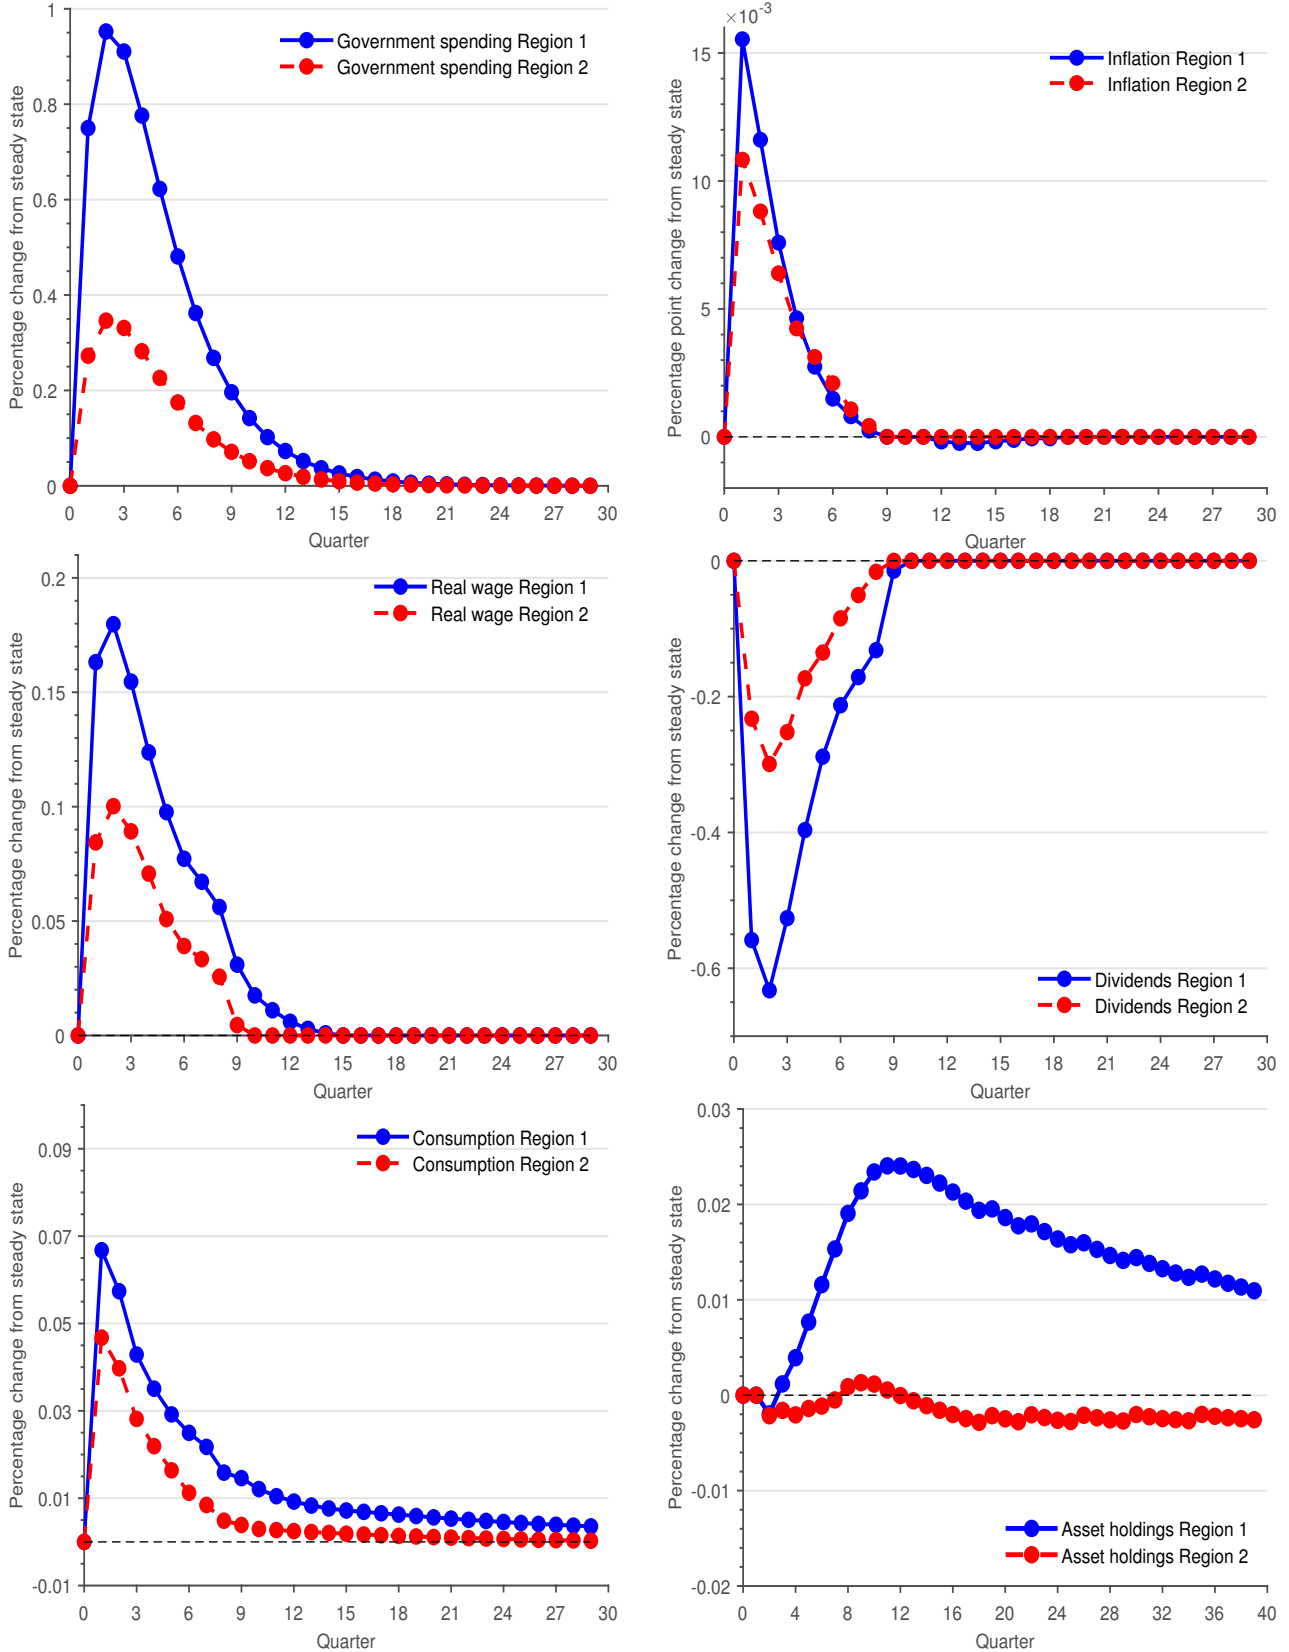 Percentage change from steady state
1
0.8
0.6
0.4
0.2
0
Government spending Region 1
Government spending Region 2
0 3 6 9 12 15 18 21 24 27 30
Quarter
×10-3
Percentage point change from steady state
15
10
5
0
Inflation Region 1
Inflation Region 2
0 3 6 9 12 15 18 21 24 27 30
Quarter
Percentage change from steady state
0.2
0.15
0.1
0.05
0
Real wage Region 1
Real wage Region 2
0 3 6 9 12 15 18 21 24 27 30
Quarter
Percentage change from steady state
0
-0.2
-0.4
-0.6
Dividends Region 1
Dividends Region 2
0 3 6 9 12 15 18 21 24 27 30
Quarter
Percentage change from steady state
0.09
0.07
0.05
0.03
0.01
-0.01
Consumption Region 1
Consumption Region 2
0 3 6 9 12 15 18 21 24 27 30
Quarter
Percentage change from steady state
0.03
0.02
0.01
0
-0.01
-0.02
Asset holdings Region 1
Asset holdings Region 2
0 4 8 12 16 20 24 28 32 36 40
Quarter